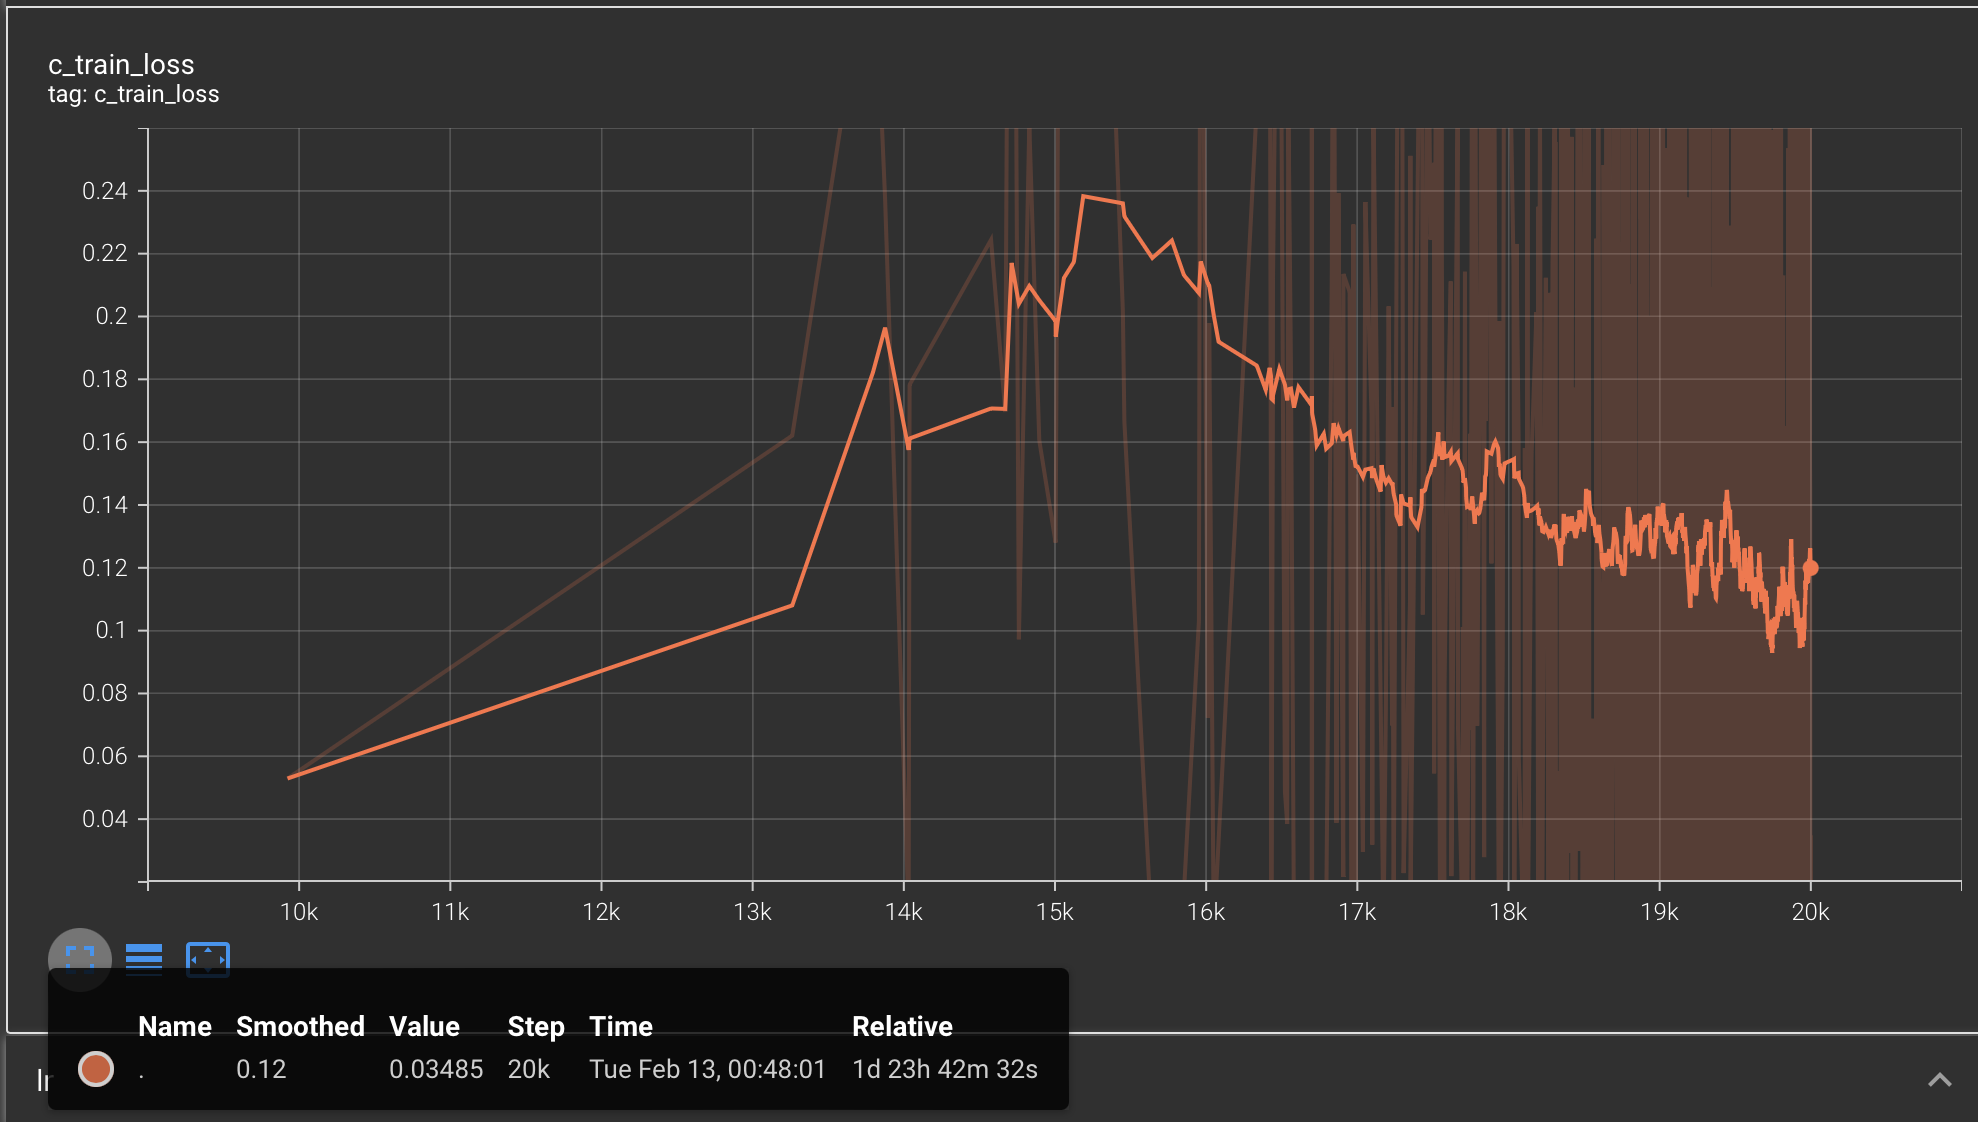 c_train_loss
tag: c_train_loss
0.24
0.22
0.2
0.18
0.16
0.14
0.12
0.1
0.08
0.06
0.04
10k 11k 12k 13k 14k 15k 16k 17k 18k 19k 20k
Name Smoothed Value Step Time Relative
. 0.12 0.03485 20k Tue Feb 13, 00:48:01 1d 23h 42m 32s